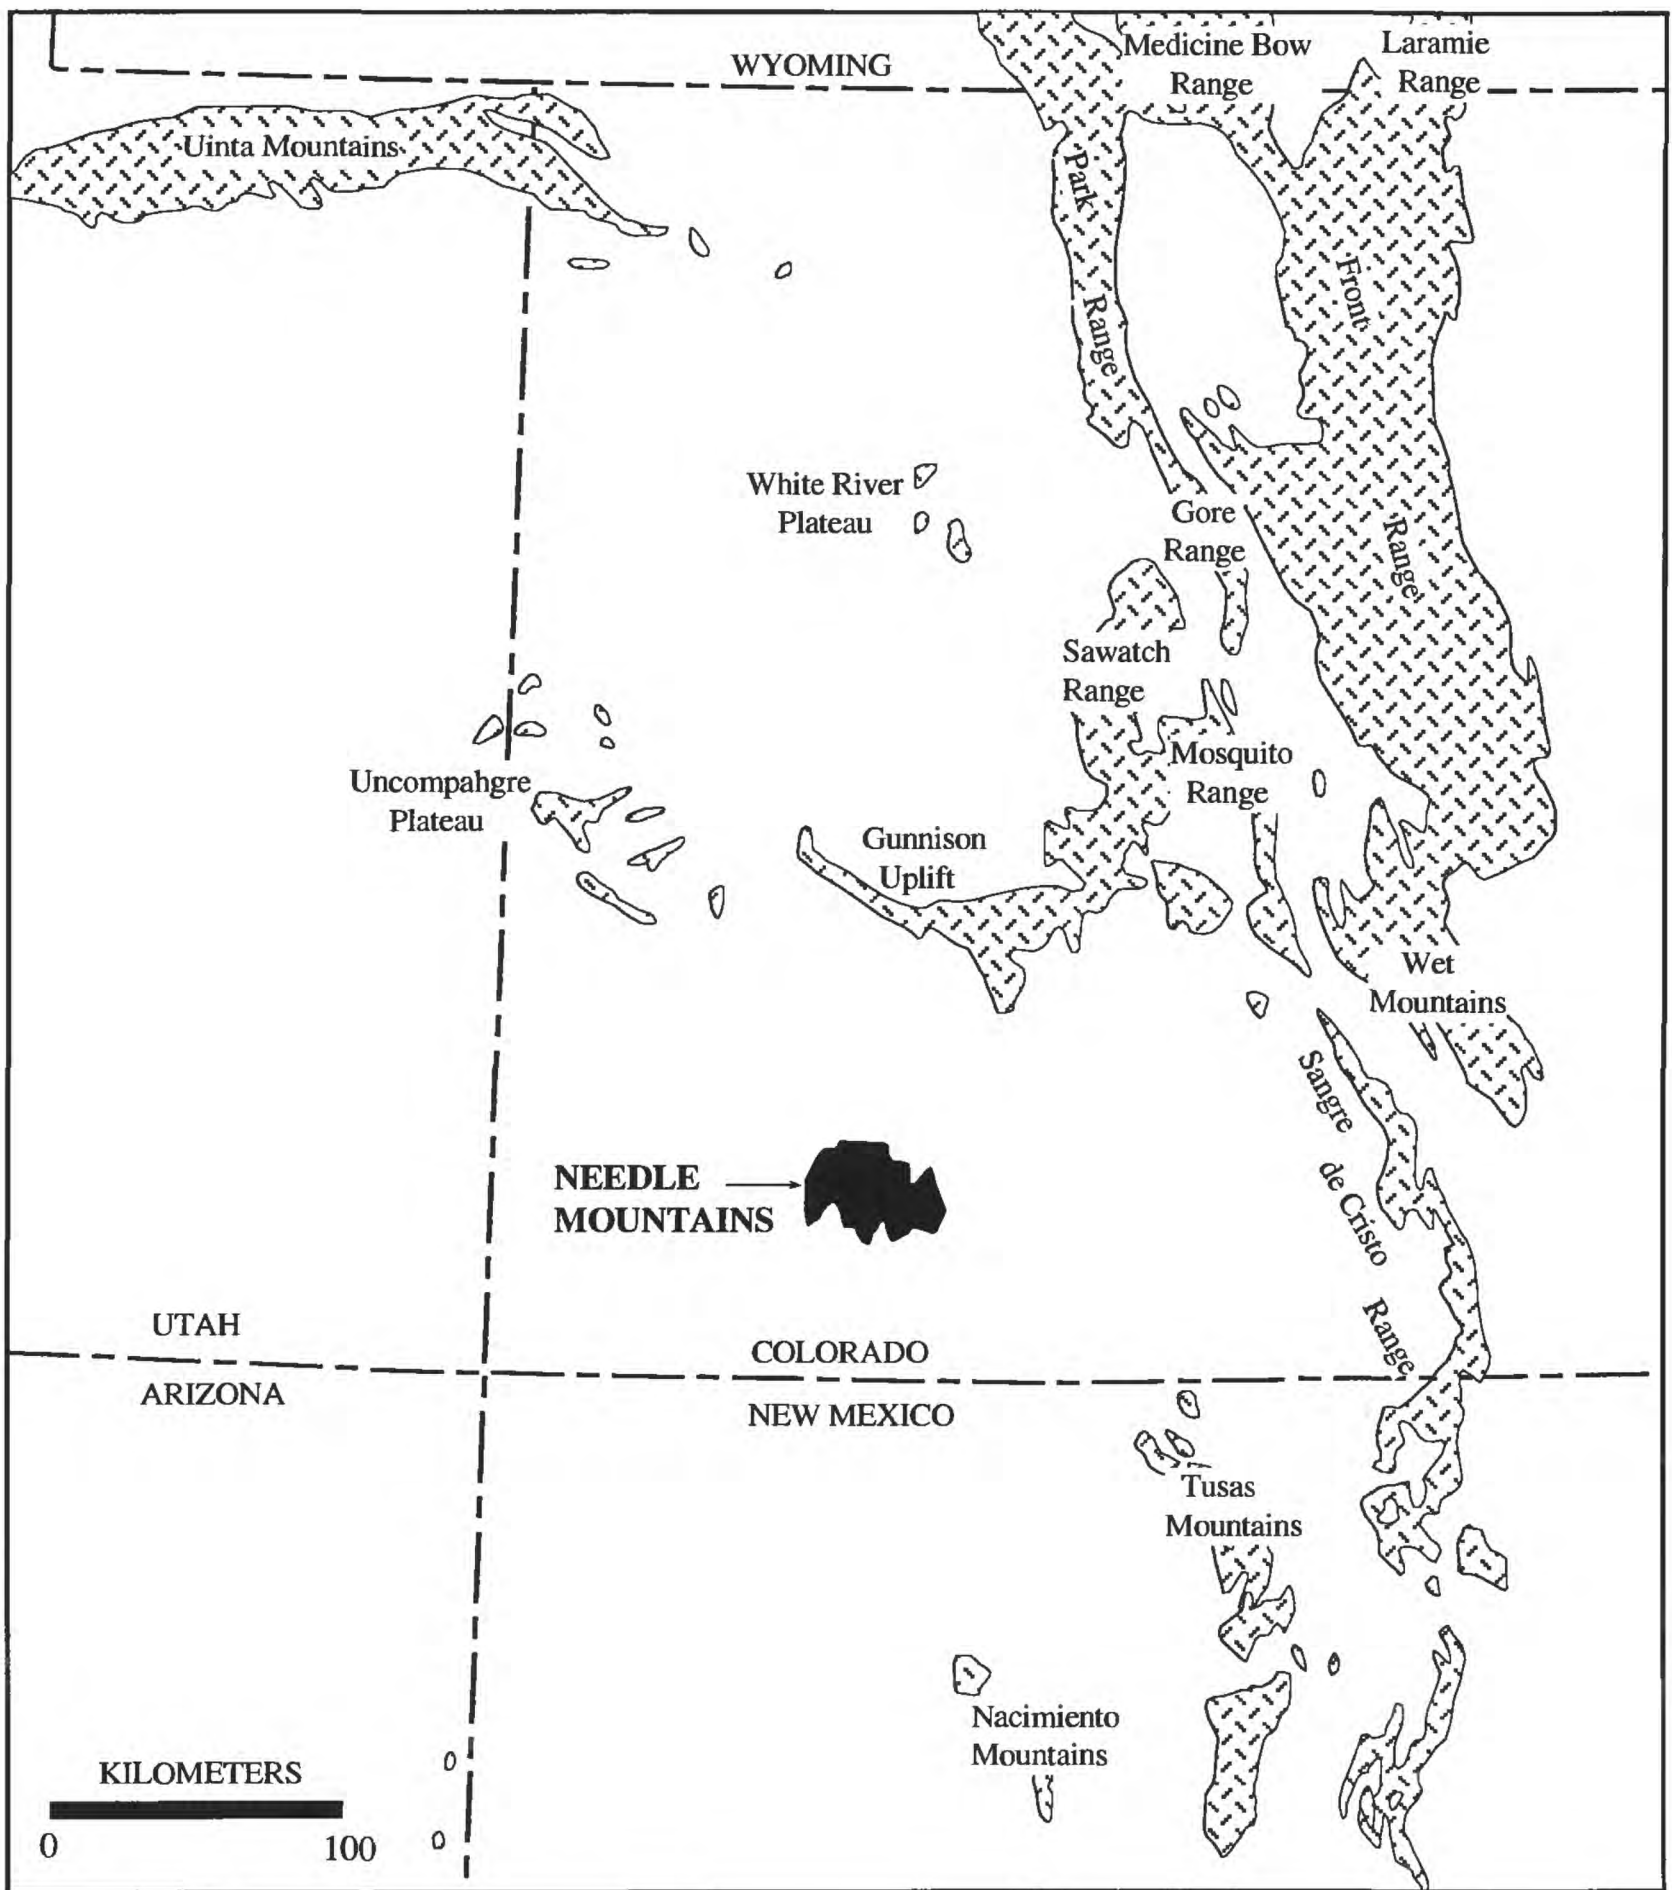 WYOMING
Medicine Bow
Range
Laramie
Range
Uinta Mountains
Park
Range
Front
Range
White River
Plateau
Gore
Range
Sawatch
Range
Mosquito
Range
Uncompahgre
Plateau
Gunnison
Uplift
Wet
Mountains
Sangre
de Cristo
Range
NEEDLE
MOUNTAINS
UTAH
COLORADO
ARIZONA
NEW MEXICO
Tusas
Mountains
Nacimiento
Mountains
KILOMETERS
0 100